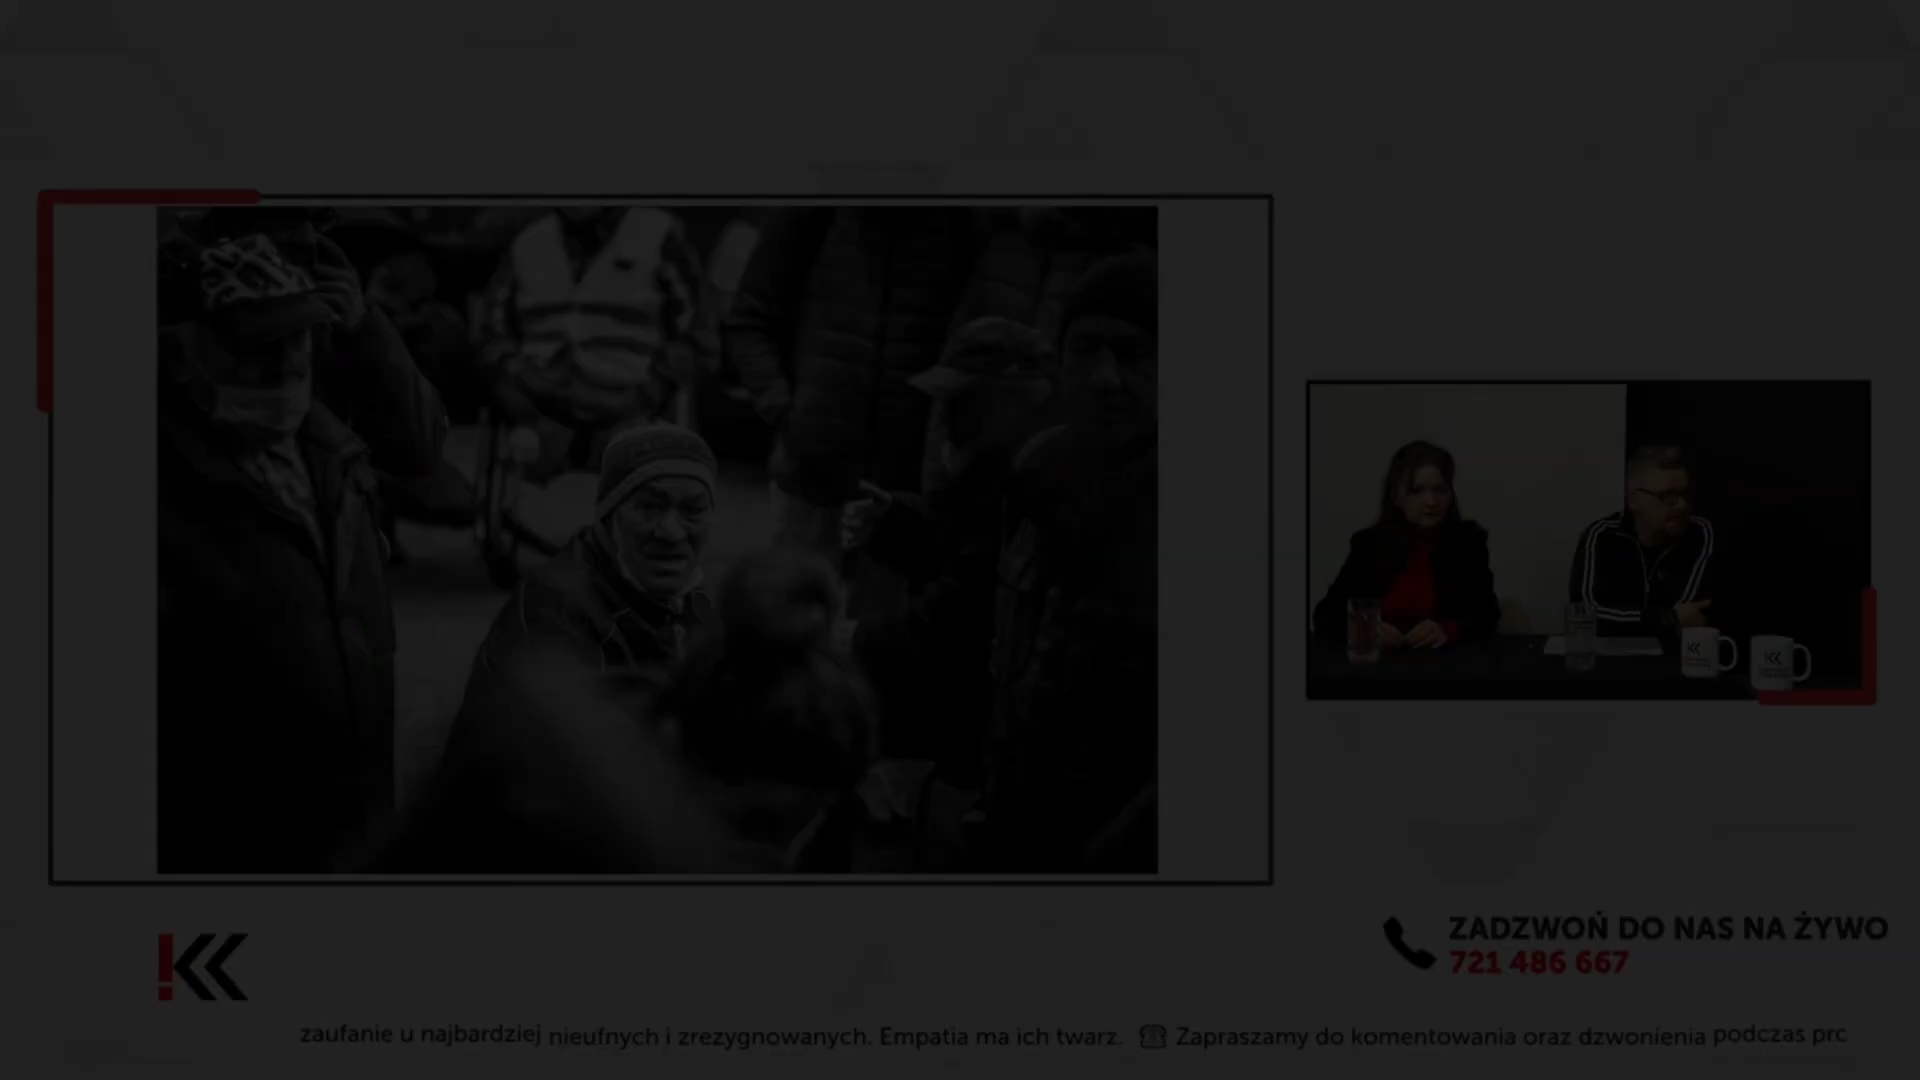 ZADZWOŃ DO NAS NA ŻYWO
721 486 667
zaufanie u najbardziej nieufnych i zrezygnowanych. Empatia ma ich twarz. ☎ Zapraszamy do komentowania oraz dzwonienia podczas prc